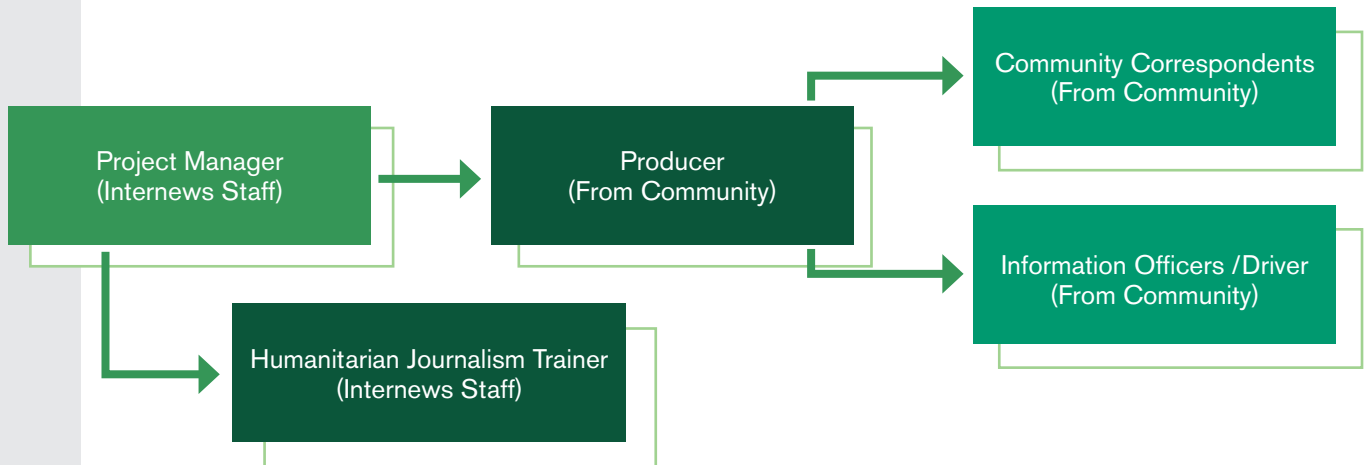 Project Manager
(Internews Staff)
Producer
(From Community)
Community Correspondents
(From Community)
Information Officers /Driver
(From Community)
Humanitarian Journalism Trainer
(Internews Staff)